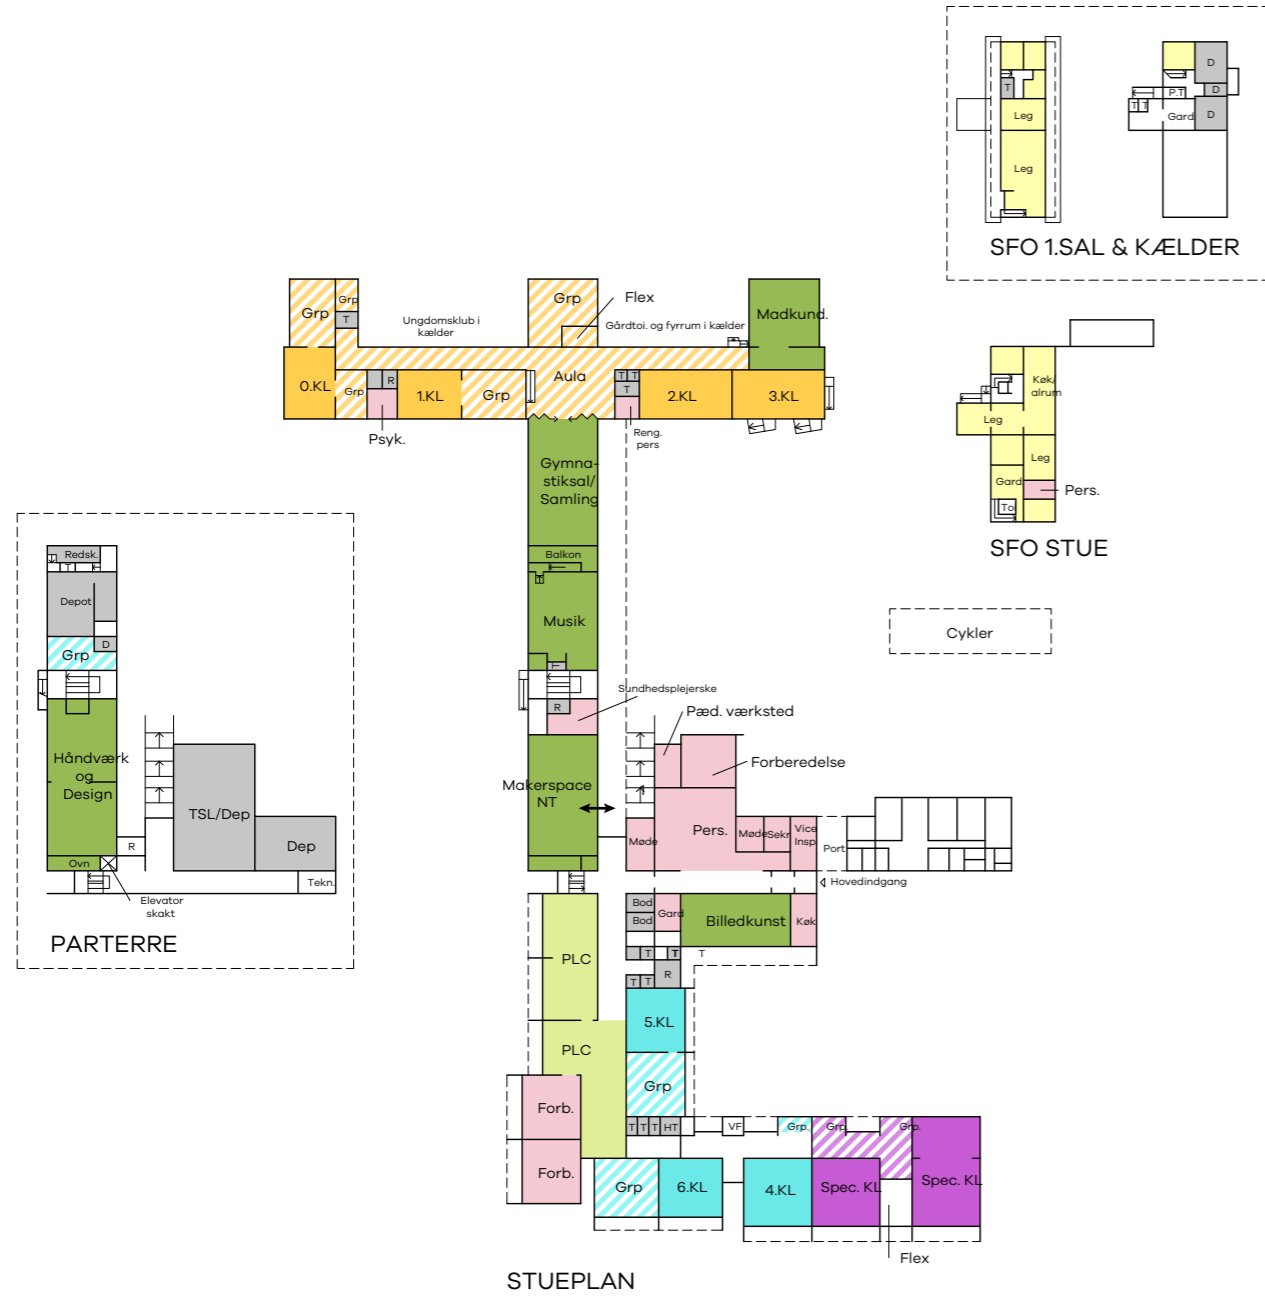 D
T
D
P.T
Leg
T
T
Gard
D
Leg
SFO 1.SAL & KÆLDER
Grp
Grp
T
Ungdomsklub i
kælder
Grp
Flex
Gårdtoi. og fyrrum i kælder
Madkund.
0.KL
Grp
R
1.KL
Grp
Aula
T
T
T
2.KL
3.KL
Psyk.
Reng.
pers
Køk/
alrum
Leg
Leg
Gard
Pers.
To
SFO STUE
Gymna-
stiksal/
Samling
Balkon
Musik
T
Sundhedsplejerske
R
Cykler
Redsk.
T
Depot
D
Grp
Håndværk
og
Design
TSL/Dep
R
Dep
Ovn
Tekn.
Elevator
skakt
PARTERRE
Pæd. værksted
Forberedelse
Makerspace
NT
Pers.
Møde
Møde
Sekr
Vice
Insp
Port
Hovedindgang
Bod
Bod
Gard
Billedkunst
Køk
PLC
T
T
T
R
T
T
5.KL
PLC
Grp
Forb.
T
T
T
HT
VF
Grp.
Grp.
Grp.
Forb.
Grp
6.KL
4.KL
Spec. KL
Spec. KL
Flex
STUEPLAN